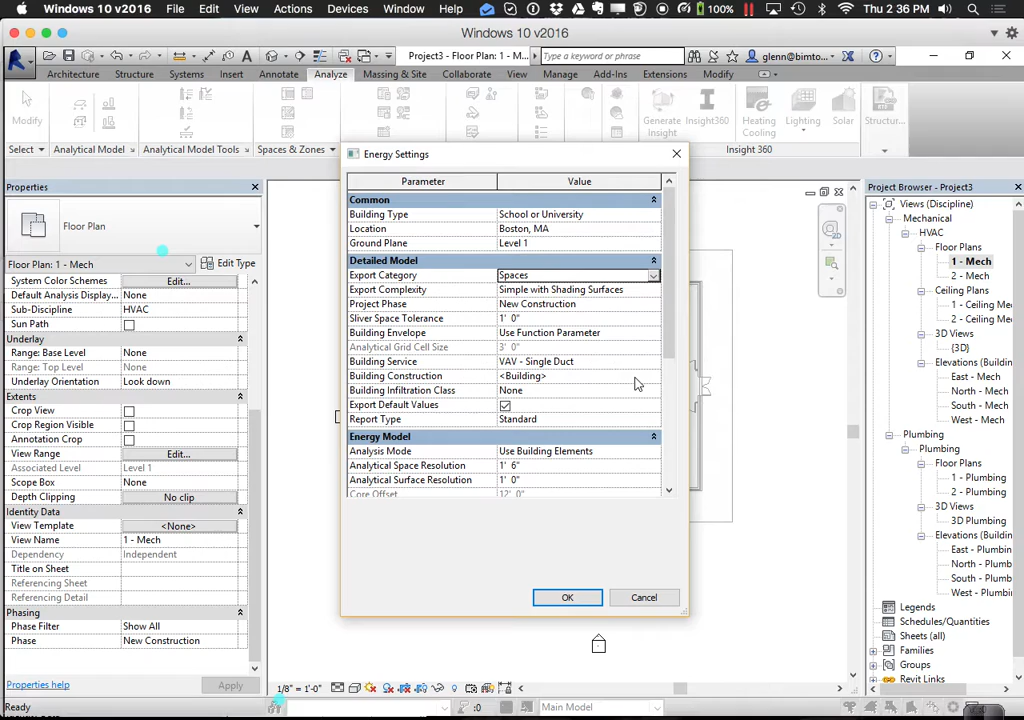 Windows 10 v2016 File Edit View Actions Devices Window Help 100% Thu 2:36 PM
Windows 10 v2016
Project3 - Floor Plan: 1 - M... Type a keyword or phrase glenn@bimto...
Architecture Structure Systems Insert Annotate Analyze Massing & Site Collaborate View Manage Add-Ins Extensions Modify
Modify Generate Insight Insight360 Heating Cooling Lighting Solar Structur...
Select Analytical Model Analytical Model Tools Spaces & Zones Insight 360
Properties
Floor Plan
Floor Plan: 1 - Mech Edit Type
System Color Schemes Edit...
Default Analysis Display... None
Sub-Discipline HVAC
Sun Path
Underlay
Range: Base Level None
Range: Top Level None
Underlay Orientation Look down
Extents
Crop View
Crop Region Visible
Annotation Crop
View Range Edit...
Associated Level Level 1
Scope Box None
Depth Clipping No clip
Identity Data
View Template <None>
View Name 1 - Mech
Dependency Independent
Title on Sheet
Referencing Sheet
Referencing Detail
Phasing
Phase Filter Show All
Phase New Construction
Properties help Apply
Energy Settings
Parameter Value
Common
Building Type School or University
Location Boston, MA
Ground Plane Level 1
Detailed Model
Export Category Spaces
Export Complexity Simple with Shading Surfaces
Project Phase New Construction
Sliver Space Tolerance 1' 0"
Building Envelope Use Function Parameter
Analytical Grid Cell Size 3' 0"
Building Service VAV - Single Duct
Building Construction <Building>
Building Infiltration Class None
Export Default Values
Report Type Standard
Energy Model
Analysis Mode Use Building Elements
Analytical Space Resolution 1' 6"
Analytical Surface Resolution 1' 0"
Core Offset 12' 0"
OK Cancel
Project Browser - Project3
Views (Discipline)
Mechanical
HVAC
Floor Plans
1 - Mech
2 - Mech
Ceiling Plans
1 - Ceiling Me
2 - Ceiling Me
3D Views
{3D}
Elevations (Buildin
East - Mech
North - Mech
South - Mech
West - Mech
Plumbing
Plumbing
Floor Plans
1 - Plumbing
2 - Plumbing
3D Views
3D Plumbing
Elevations (Buildin
East - Plumbin
North - Plumb
South - Plumb
West - Plumbi
Legends
Schedules/Quantities
Sheets (all)
Families
Groups
Revit Links
1/8" = 1'-0"
Ready :0 Main Model